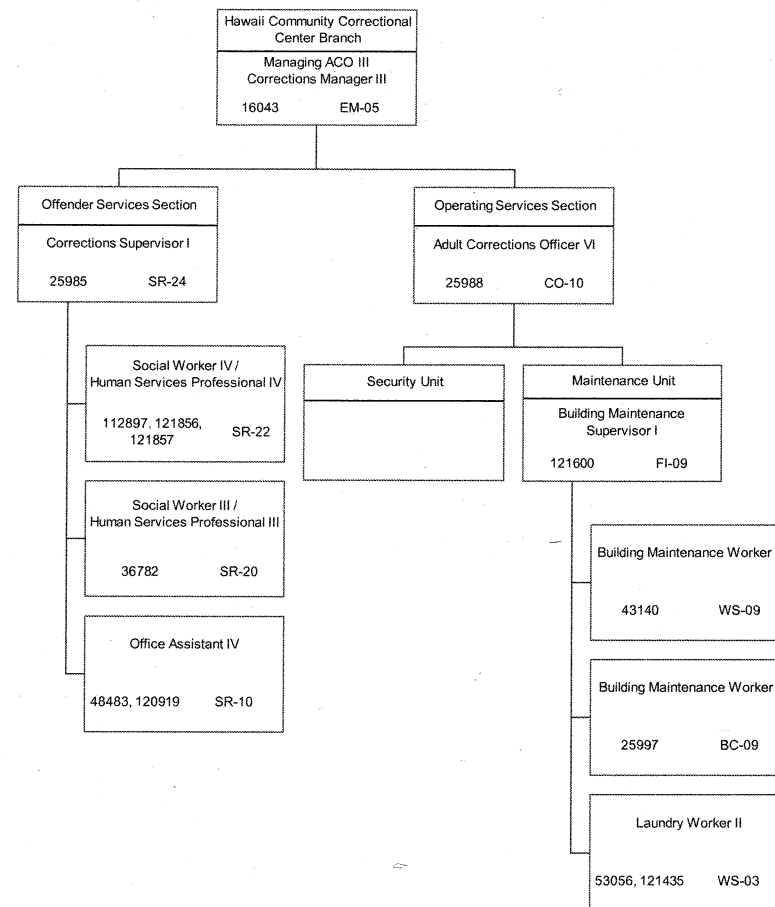 Hawaii Community Correctional
Center Branch
Managing ACO III
Corrections Manager III
16043 EM-05
Offender Services Section
Corrections Supervisor I
25985 SR-24
Social Worker IV /
Human Services Professional IV
112897, 121856,
121857
SR-22
Social Worker III /
Human Services Professional III
36782 SR-20
Office Assistant IV
48483, 120919 SR-10
Operating Services Section
Adult Corrections Officer VI
25988 CO-10
Security Unit
Maintenance Unit
Building Maintenance
Supervisor I
121600 FI-09
Building Maintenance Worker
43140 WS-09
Building Maintenance Worker
25997 BC-09
Laundry Worker II
53056, 121435 WS-03